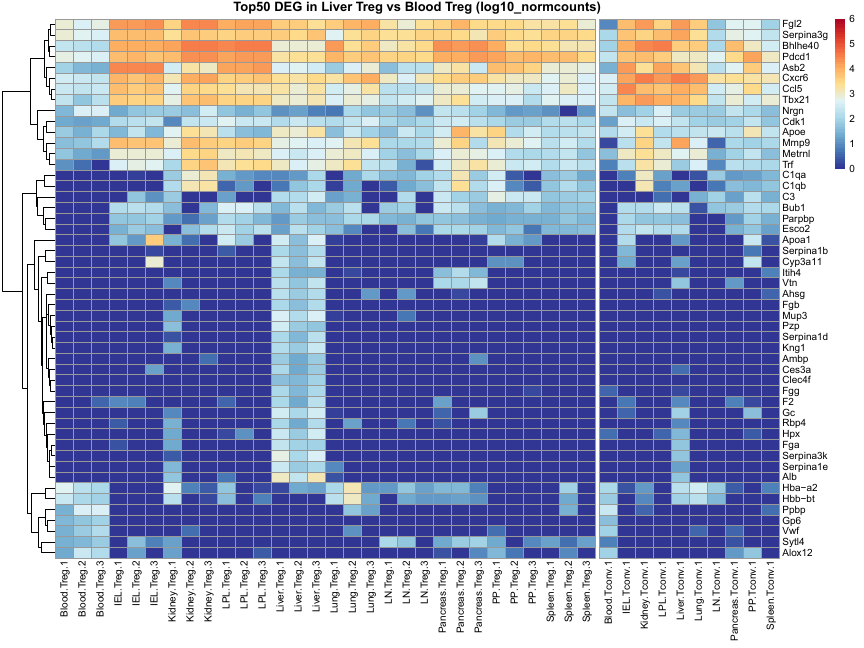 Top50 DEG in Liver Treg vs Blood Treg (log10_normcounts)
Fgl2
Serpina3g
Bhlhe40
Pdcd1
Asb2
Cxcr6
Ccl5
Tbx21
Nrgn
Cdk1
Apoe
Mmp9
Metrnl
Trf
C1qa
C1qb
C3
Bub1
Parpbp
Esco2
Apoa1
Serpina1b
Cyp3a11
Itih4
Vtn
Ahsg
Fgb
Mup3
Pzp
Serpina1d
Kng1
Ambp
Ces3a
Clec4f
Fgg
F2
Gc
Rbp4
Hpx
Fga
Serpina3k
Serpina1e
Alb
Hba−a2
Hbb−bt
Ppbp
Gp6
Vwf
Sytl4
Alox12
6
5
4
3
2
1
0
Blood.Treg.1
Blood.Treg.2
Blood.Treg.3
IEL.Treg.1
IEL.Treg.2
IEL.Treg.3
Kidney.Treg.1
Kidney.Treg.2
Kidney.Treg.3
LPL.Treg.1
LPL.Treg.2
LPL.Treg.3
Liver.Treg.1
Liver.Treg.2
Liver.Treg.3
Lung.Treg.1
Lung.Treg.2
Lung.Treg.3
LN.Treg.1
LN.Treg.2
LN.Treg.3
Pancreas.Treg.1
Pancreas.Treg.2
Pancreas.Treg.3
PP.Treg.1
PP.Treg.2
PP.Treg.3
Spleen.Treg.1
Spleen.Treg.2
Spleen.Treg.3
Blood.Tconv.1
IEL.Tconv.1
Kidney.Tconv.1
LPL.Tconv.1
Liver.Tconv.1
Lung.Tconv.1
LN.Tconv.1
Pancreas.Tconv.1
PP.Tconv.1
Spleen.Tconv.1